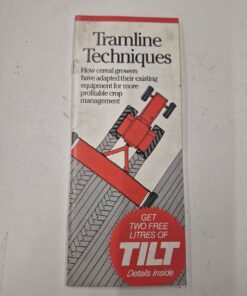 Tramline
Techniques
How cereal growers
have adapted their existing
equipment for more
profitable crop
management
GET
TWO FREE
LITRES OF
TILT
Details Inside